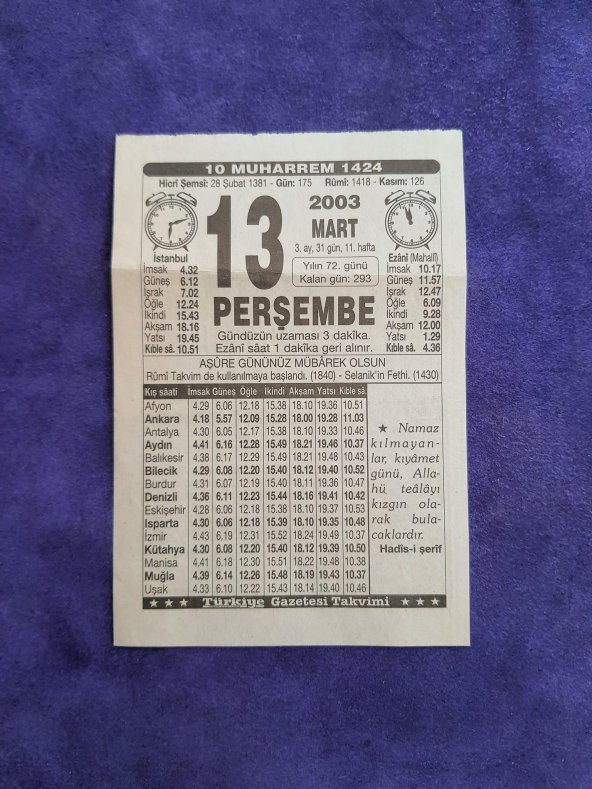 10 MUHARREM 1424
Hicrî Şemsî: 28 Şubat 1381 - Gün: 175 Rûmî: 1418 - Kasım: 126
13
2003
MART
3. ay, 31 gün, 11. hafta
Yılın 72. günü
Kalan gün: 293
PERŞEMBE
Gündüzün uzaması 3 dakîka.
Ezânî sâat 1 dakîka geri alınır.
İstanbul
İmsak 4.32
Güneş 6.12
İşrak 7.02
Öğle 12.24
İkindi 15.43
Akşam 18.16
Yatsı 19.45
Kıble sâ. 10.51
Ezânî (Mahallî)
İmsak 10.17
Güneş 11.57
İşrak 12.47
Öğle 6.09
İkindi 9.28
Akşam 12.00
Yatsı 1.29
Kıble sâ. 4.36
AŞÛRE GÜNÜNÜZ MÜBÂREK OLSUN
Rûmî Takvim de kullanılmaya başlandı. (1840) - Selanik'in Fethi. (1430)
Kış sâati İmsak Güneş Öğle İkindi Akşam Yatsı Kıble sâ.
Afyon 4.29 6.06 12.18 15.38 18.10 19.36 10.51
Ankara 4.18 5.57 12.09 15.28 18.00 19.28 11.03
Antalya 4.30 6.05 12.17 15.38 18.10 19.33 10.46
Aydın 4.41 6.16 12.28 15.49 18.21 19.46 10.37
Balıkesir 4.38 6.17 12.29 15.49 18.21 19.48 10.43
Bilecik 4.29 6.08 12.20 15.40 18.12 19.40 10.52
Burdur 4.31 6.07 12.19 15.40 18.11 19.36 10.47
Denizli 4.36 6.11 12.23 15.44 18.16 19.41 10.42
Eskişehir 4.28 6.06 12.18 15.38 18.10 19.37 10.53
Isparta 4.30 6.06 12.18 15.39 18.10 19.35 10.48
İzmir 4.43 6.19 12.31 15.52 18.24 19.49 10.37
Kütahya 4.30 6.08 12.20 15.40 18.12 19.39 10.50
Manisa 4.41 6.18 12.30 15.51 18.22 19.48 10.38
Muğla 4.39 6.14 12.26 15.48 18.19 19.43 10.37
Uşak 4.33 6.10 12.22 15.43 18.14 19.40 10.46
★ Namaz
kılmayan-
lar, kıyâmet
günü, Alla-
hü teâlâyı
kızgın ola-
rak bula-
caklardır.
Hadîs-i şerîf
★ ★ ★ Türkiye Gazetesi Takvimi ★ ★ ★